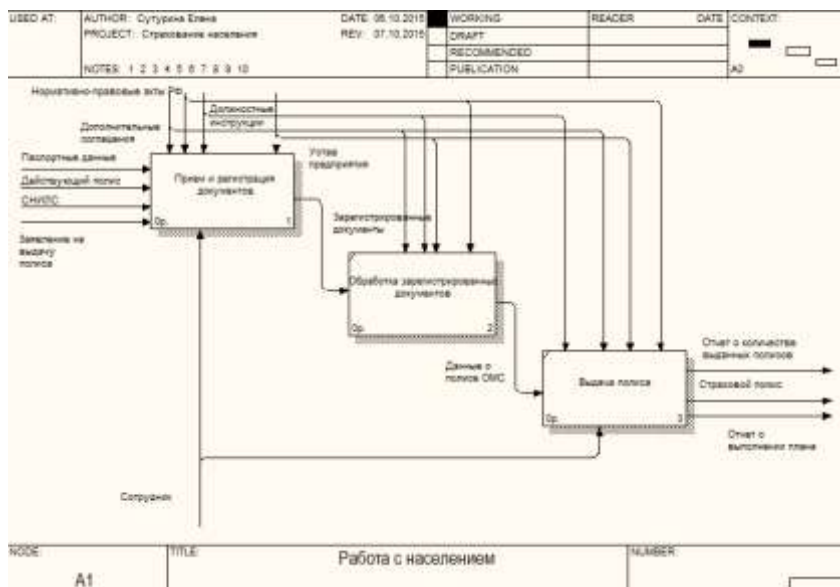 USED AT:
AUTHOR: Сутурина Елена
DATE: 05.10.2015
WORKING
READER
DATE
CONTEXT:
PROJECT: Страхование населения
REV: 07.10.2015
DRAFT
RECOMMENDED
NOTES: 1 2 3 4 5 6 7 8 9 10
PUBLICATION
A0
Нормативно-правовые акты РФ
Должностные
инструкции
Дополнительные
соглашения
Устав
предприятия
Паспортные данные
Действующий полис
СНИЛС
Заявление на
выдачу
полиса
Прием и регистрация
документов
0р.
1
Зарегистрированные
документы
Обработка зарегистрированных
документов
0р.
2
Данные о
полисе ОМС
Выдача полиса
0р.
3
Отчет о количестве
выданных полисов
Страховой полис
Отчет о
выполнении плана
Сотрудник
NODE:
TITLE:
NUMBER:
A1
Работа с населением